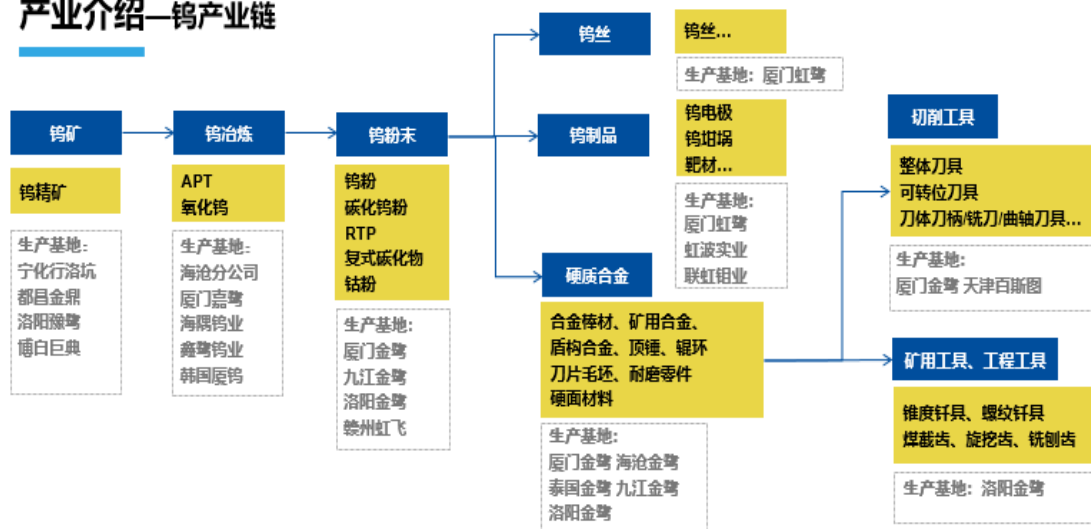 产业介绍—钨产业链
钨矿
钨精矿
生产基地：
宁化行洛坑
都昌金鼎
洛阳豫鹭
博白巨典
钨冶炼
APT
氧化钨
生产基地：
海沧分公司
厦门嘉鹭
海隅钨业
鑫鹭钨业
韩国厦钨
钨粉末
钨粉
碳化钨粉
RTP
复式碳化物
钴粉
生产基地：
厦门金鹭
九江金鹭
洛阳金鹭
赣州虹飞
钨丝
钨丝...
生产基地：厦门虹鹭
钨制品
钨电极
钨坩埚
靶材...
生产基地：
厦门虹鹭
虹波实业
联虹钼业
硬质合金
合金棒材、矿用合金、
盾构合金、顶锤、辊环
刀片毛坯、耐磨零件
硬面材料
生产基地：
厦门金鹭 海沧金鹭
泰国金鹭 九江金鹭
洛阳金鹭
切削工具
整体刀具
可转位刀具
刀体刀柄/铣刀/曲轴刀具...
生产基地：
厦门金鹭 天津百斯图
矿用工具、工程工具
锥度钎具、螺纹钎具
煤截齿、旋挖齿、铣刨齿
生产基地：洛阳金鹭